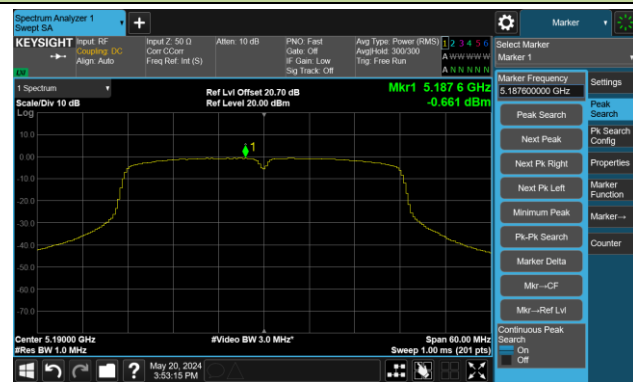 Spectrum Analyzer 1
Swept SA
+
Marker
KEYSIGHT
Input: RF
Coupling: DC
Align: Auto
Input Z: 50 Ω
Corr CCorr
Freq Ref: Int (S)
Atten: 10 dB
PNO: Fast
Gate: Off
IF Gain: Low
Sig Track: Off
Avg Type: Power (RMS)
Avg|Hold: 300/300
Trig: Free Run
1 2 3 4 5 6
A W W W W W
A N N N N N
Select Marker
Marker 1
1 Spectrum
Scale/Div 10 dB
Log
Ref Lvl Offset 20.70 dB
Ref Level 20.00 dBm
Mkr1 5.187 6 GHz
-0.661 dBm
1
10.0
0.00
-10.0
-20.0
-30.0
-40.0
-50.0
-60.0
-70.0
Center 5.19000 GHz
#Res BW 1.0 MHz
#Video BW 3.0 MHz*
Span 60.00 MHz
Sweep 1.00 ms (201 pts)
Marker Frequency
5.187600000 GHz
Peak Search
Next Peak
Next Pk Right
Next Pk Left
Minimum Peak
Pk-Pk Search
Marker Delta
Mkr→CF
Mkr→Ref Lvl
Continuous Peak
Search
On
Off
Settings
Peak
Search
Pk Search
Config
Properties
Marker
Function
Marker→
Counter
?
May 20, 2024
3:53:15 PM